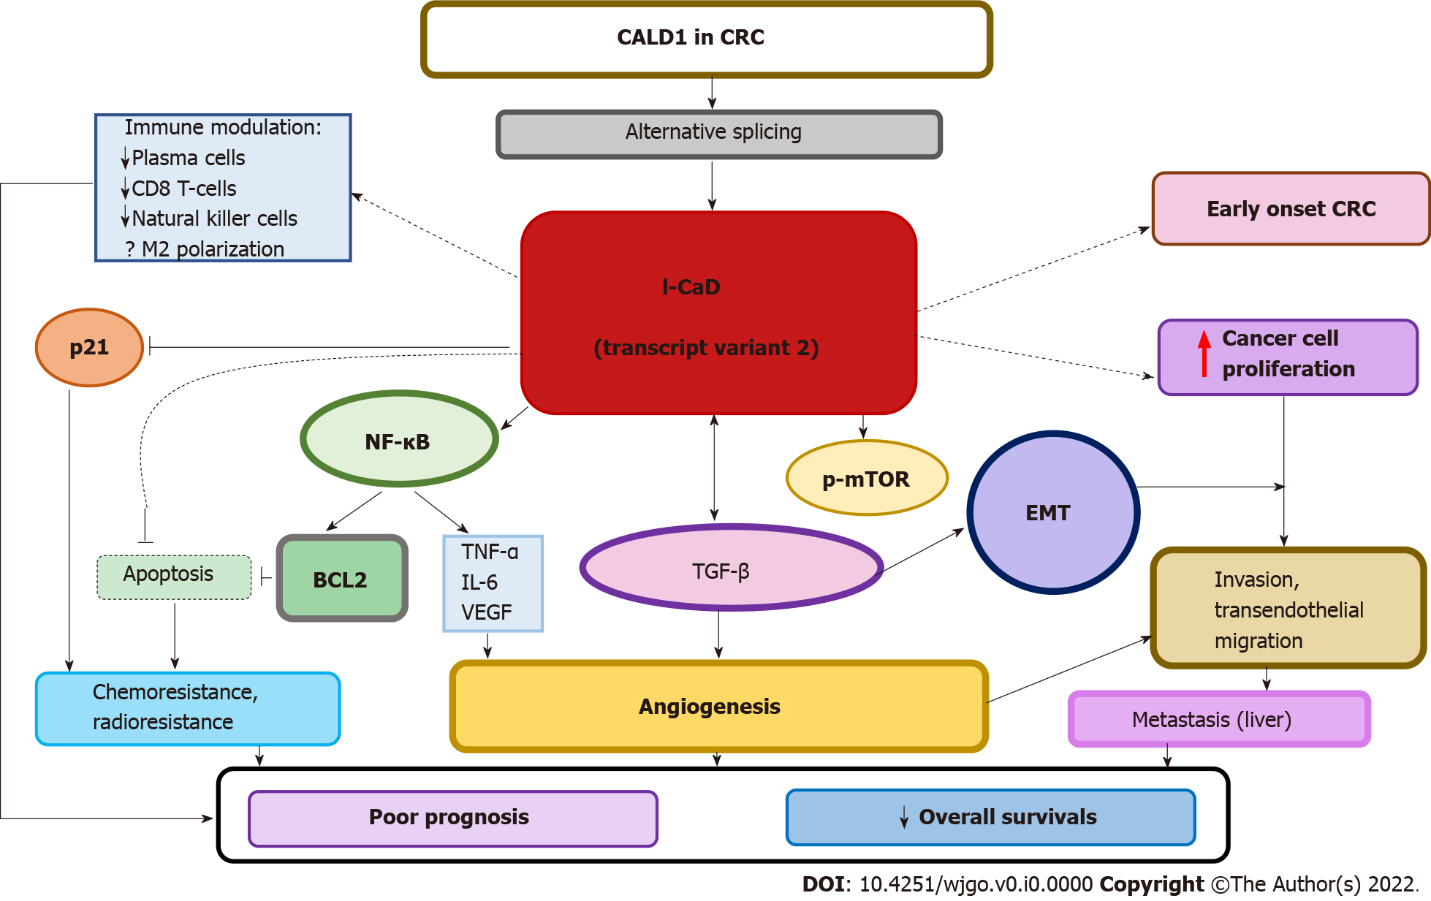 CALD1 in CRC
Alternative splicing
Immune modulation:
↓Plasma cells
↓CD8 T-cells
↓Natural killer cells
? M2 polarization
Early onset CRC
l-CaD
(transcript variant 2)
p21
↑ Cancer cell
proliferation
NF-κB
p-mTOR
EMT
TNF-α
IL-6
VEGF
BCL2
Apoptosis
TGF-β
Invasion,
transendothelial
migration
Chemoresistance,
radioresistance
Angiogenesis
Metastasis (liver)
Poor prognosis
↓ Overall survivals
DOI: 10.4251/wjgo.v0.i0.0000 Copyright ©The Author(s) 2022.